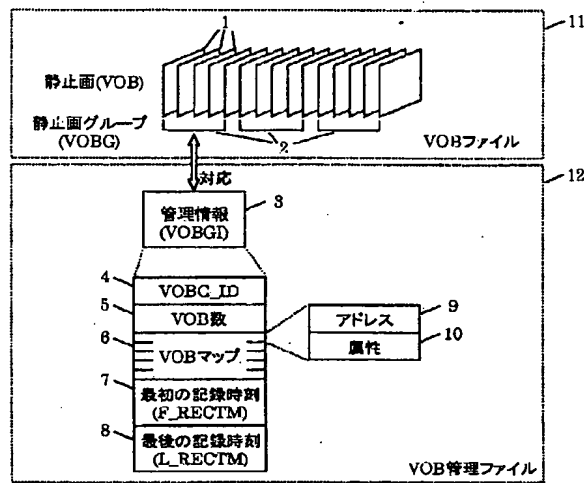 1
11
静止画(VOB)
静止画グループ
(VOBG)
2
VOBファイル
対応
12
管理情報
(VOBGI)
3
4
VOBG_ID
5
VOB数
9
アドレス
6
VOBマップ
10
属性
7
最初の記録時刻
(F_RECTM)
8
最後の記録時刻
(L_RECTM)
VOB管理ファイル